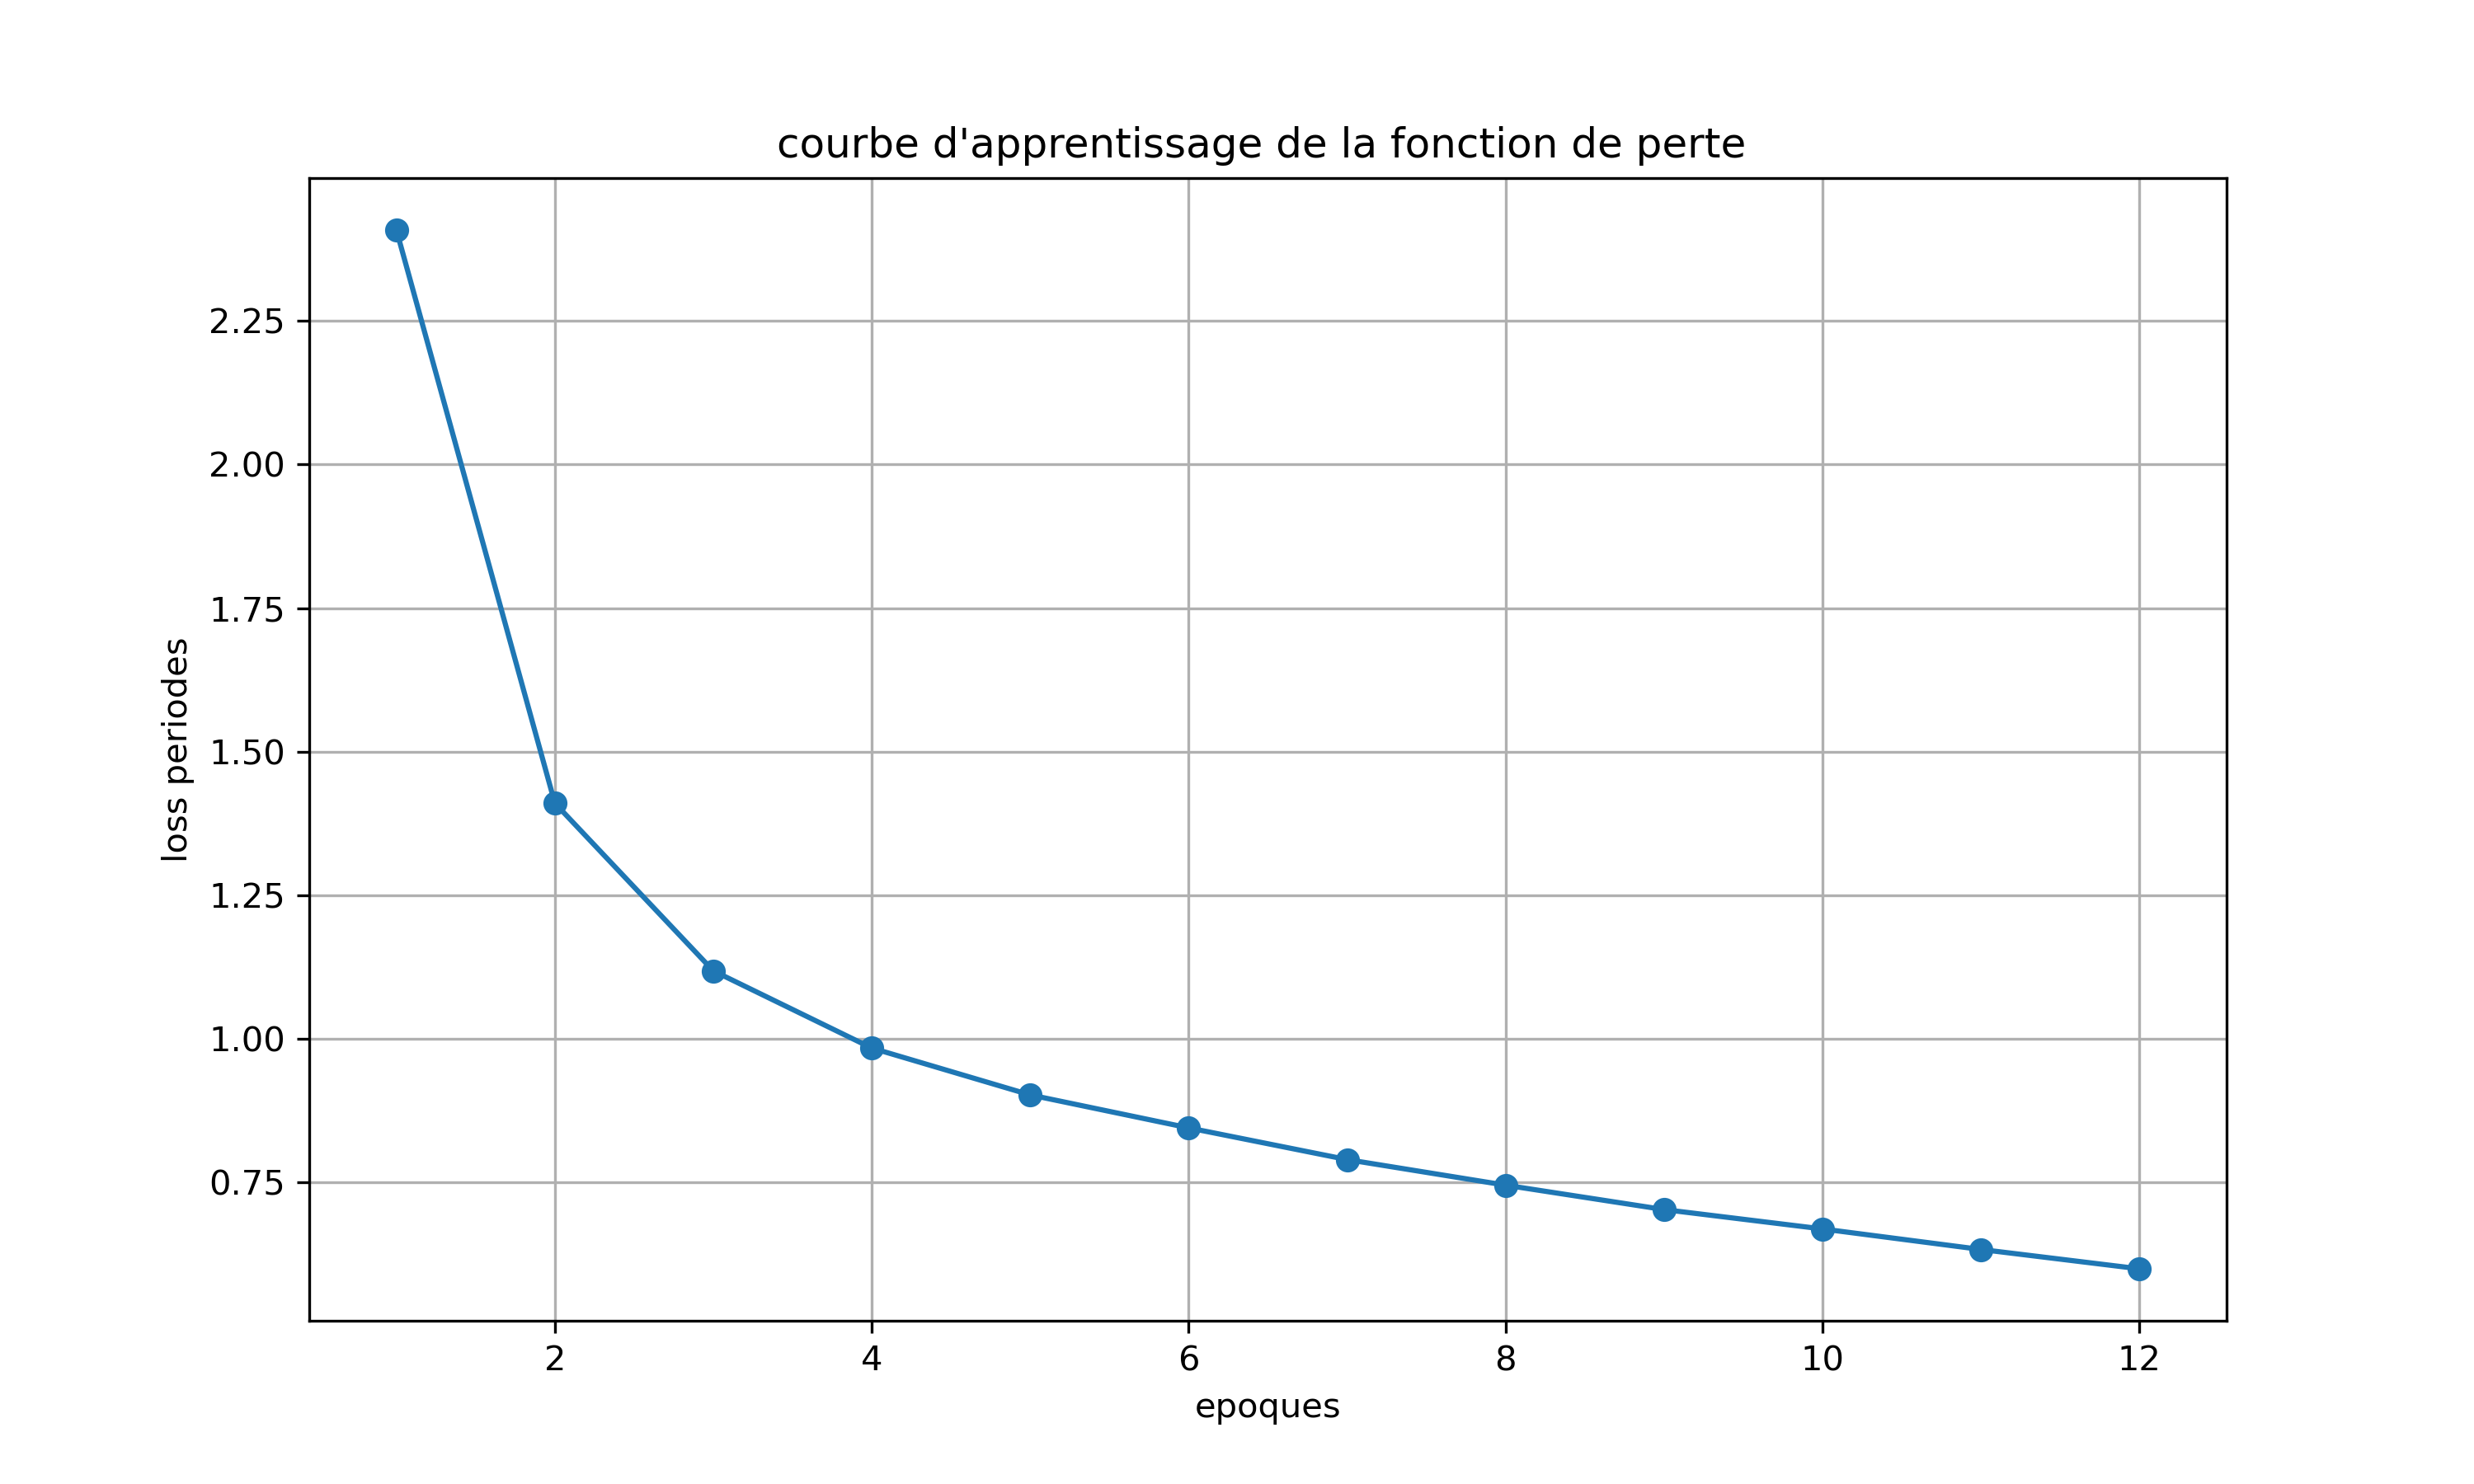 courbe d'apprentissage de la fonction de perte
2.25
2.00
1.75
1.50
1.25
1.00
0.75
loss periodes
2 4 6 8 10 12
epoques